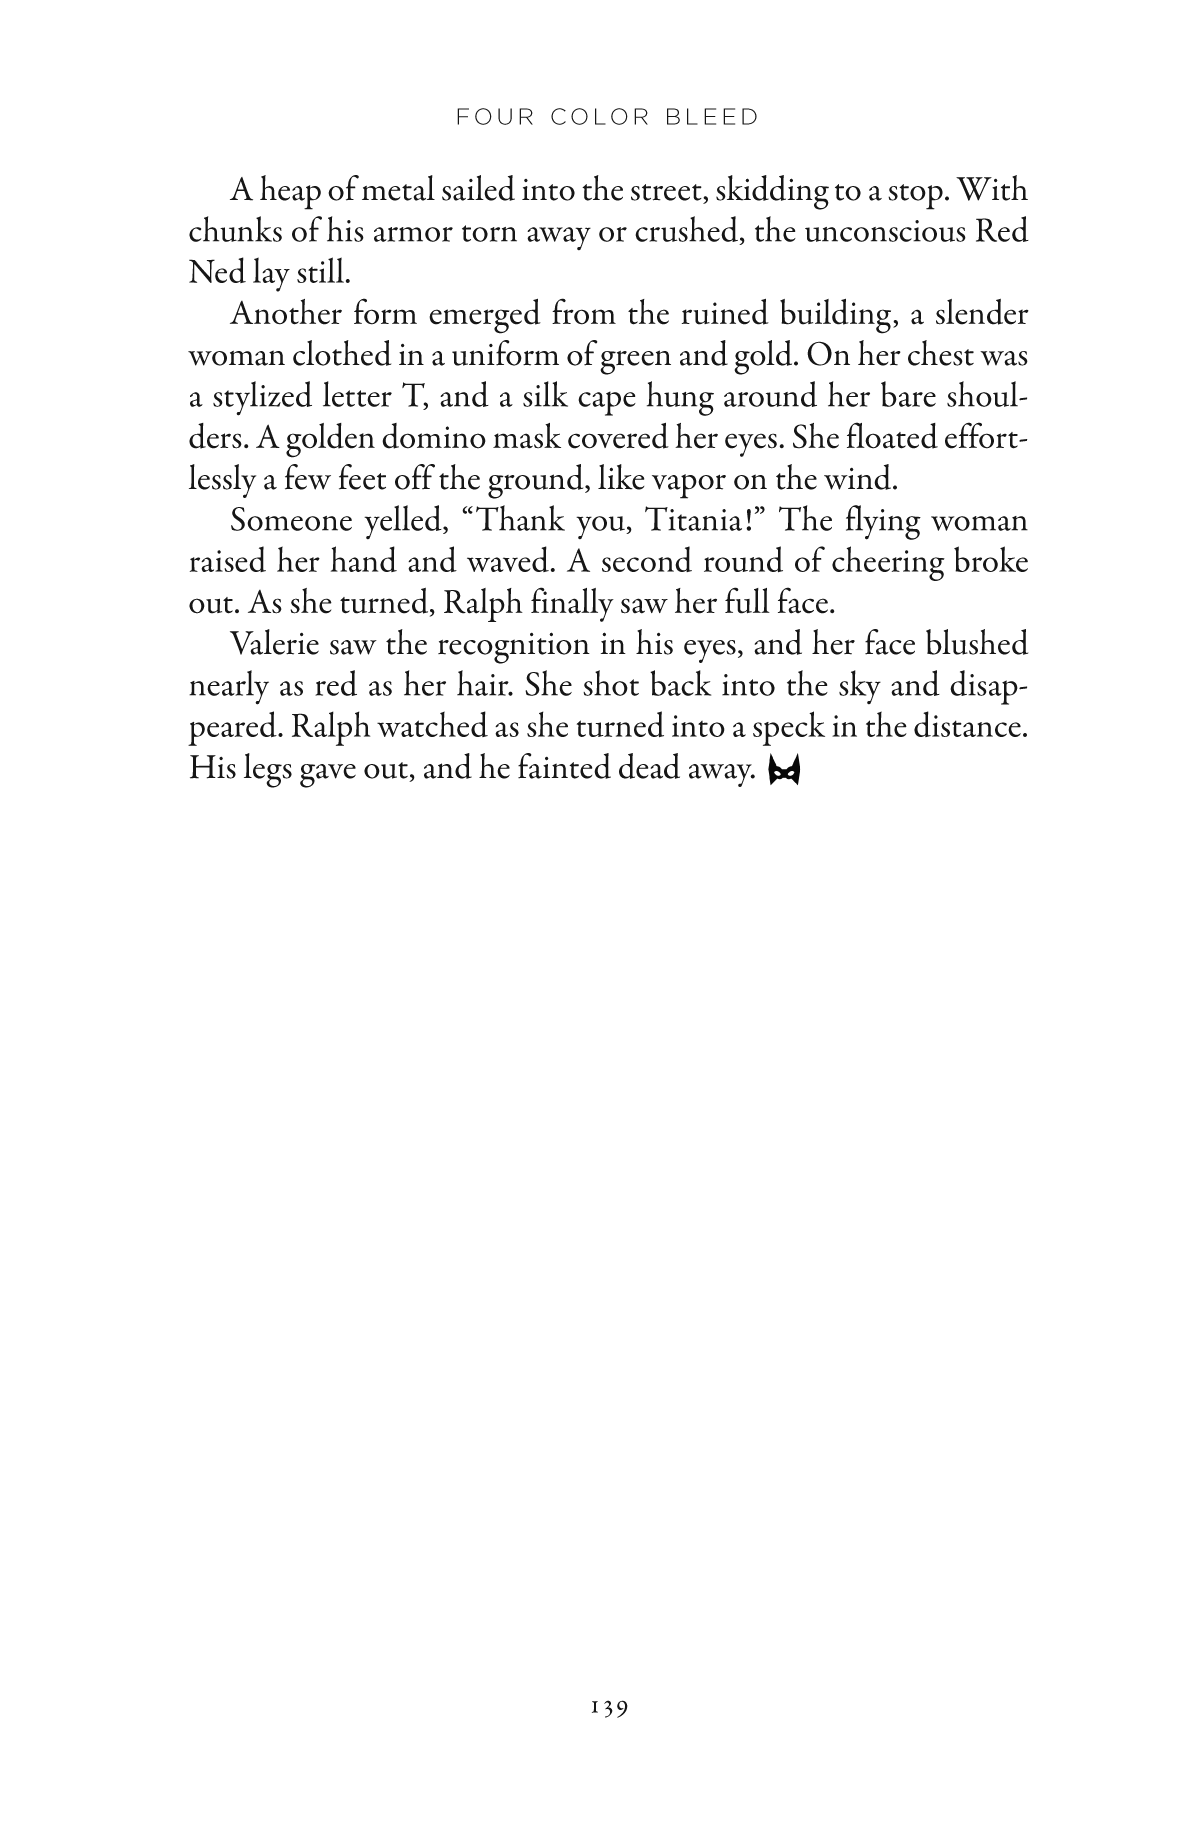 FOUR COLOR BLEED
A heap of metal sailed into the street, skidding to a stop. With
chunks of his armor torn away or crushed, the unconscious Red
Ned lay still.
Another form emerged from the ruined building, a slender
woman clothed in a uniform of green and gold. On her chest was
a stylized letter T, and a silk cape hung around her bare shoul-
ders. A golden domino mask covered her eyes. She floated effort-
lessly a few feet off the ground, like vapor on the wind.
Someone yelled, “Thank you, Titania!” The flying woman
raised her hand and waved. A second round of cheering broke
out. As she turned, Ralph finally saw her full face.
Valerie saw the recognition in his eyes, and her face blushed
nearly as red as her hair. She shot back into the sky and disap-
peared. Ralph watched as she turned into a speck in the distance.
His legs gave out, and he fainted dead away.
139